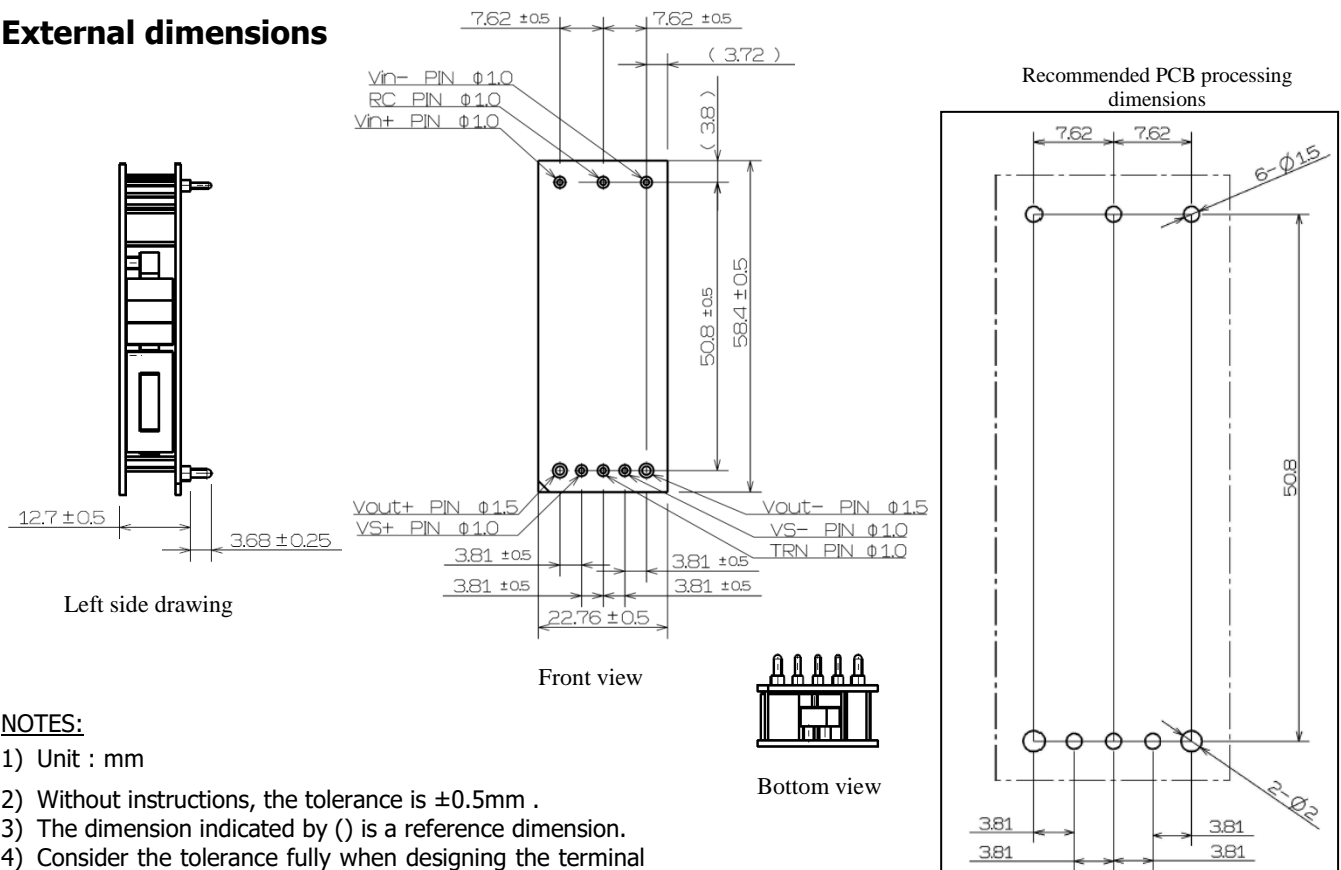 External dimensions
7.62 ±0.5
7.62 ±0.5
( 3.72 )
Vin- PIN φ1.0
RC PIN φ1.0
Vin+ PIN φ1.0
( 3.8 )
50.8 ±0.5
58.4 ±0.5
Vout+ PIN φ1.5
VS+ PIN φ1.0
Vout- PIN φ1.5
VS- PIN φ1.0
TRN PIN φ1.0
3.81 ±0.5
3.81 ±0.5
3.81 ±0.5
3.81 ±0.5
22.76 ±0.5
Front view
12.7 ±0.5
3.68 ±0.25
Left side drawing
Bottom view
Recommended PCB processing
dimensions
7.62
7.62
6-Ø1.5
50.8
2-Ø2
3.81
3.81
3.81
3.81
NOTES:
1) Unit : mm
2) Without instructions, the tolerance is ±0.5mm .
3) The dimension indicated by () is a reference dimension.
4) Consider the tolerance fully when designing the terminal